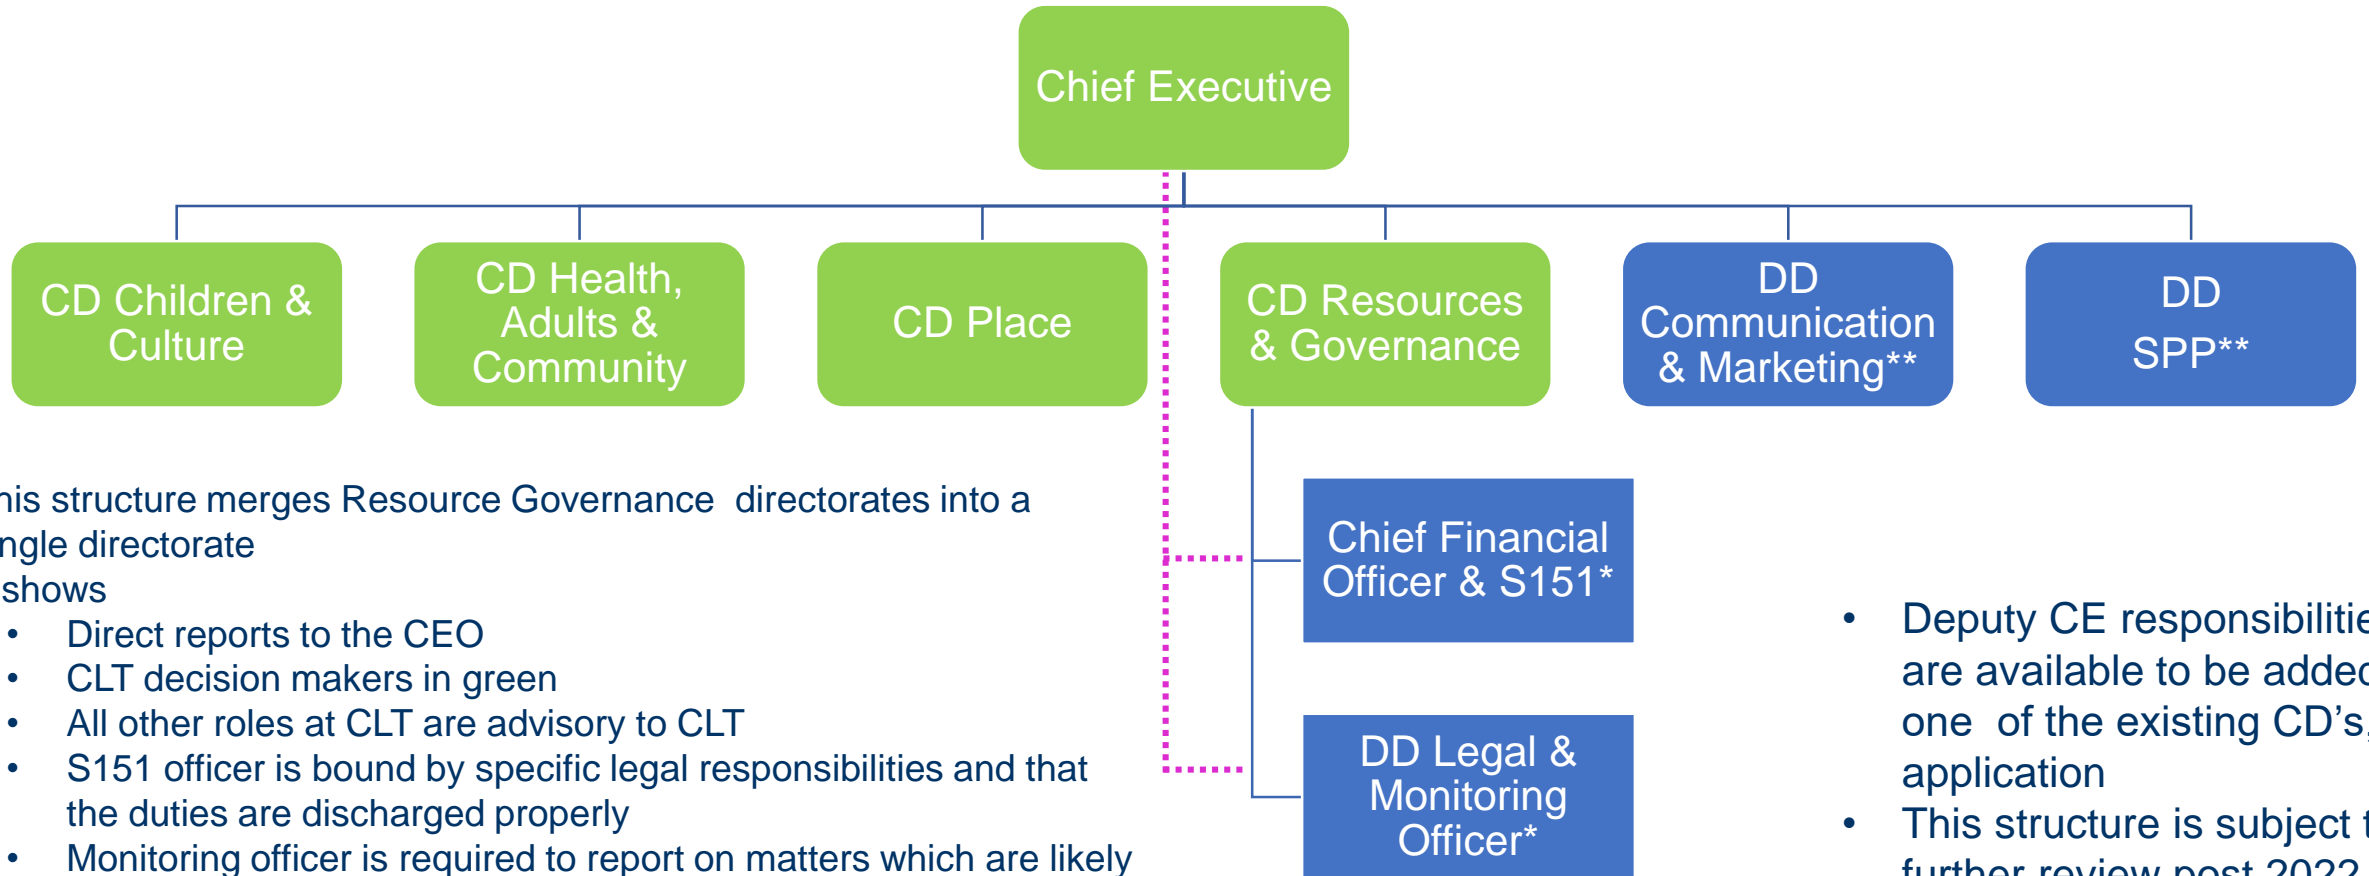 Chief Executive
CD Children &
Culture
CD Health,
Adults &
Community
CD Place
CD Resources
& Governance
DD
Communication
& Marketing**
DD
SPP**
Chief Financial
Officer & S151*
DD Legal &
Monitoring
Officer*
his structure merges Resource Governance directorates into a
ngle directorate
shows
• Direct reports to the CEO
• CLT decision makers in green
• All other roles at CLT are advisory to CLT
• S151 officer is bound by specific legal responsibilities and that
the duties are discharged properly
• Monitoring officer is required to report on matters which are likely
• Deputy CE responsibilitie
are available to be added
one of the existing CD's,
application
• This structure is subject t
further review post 2022